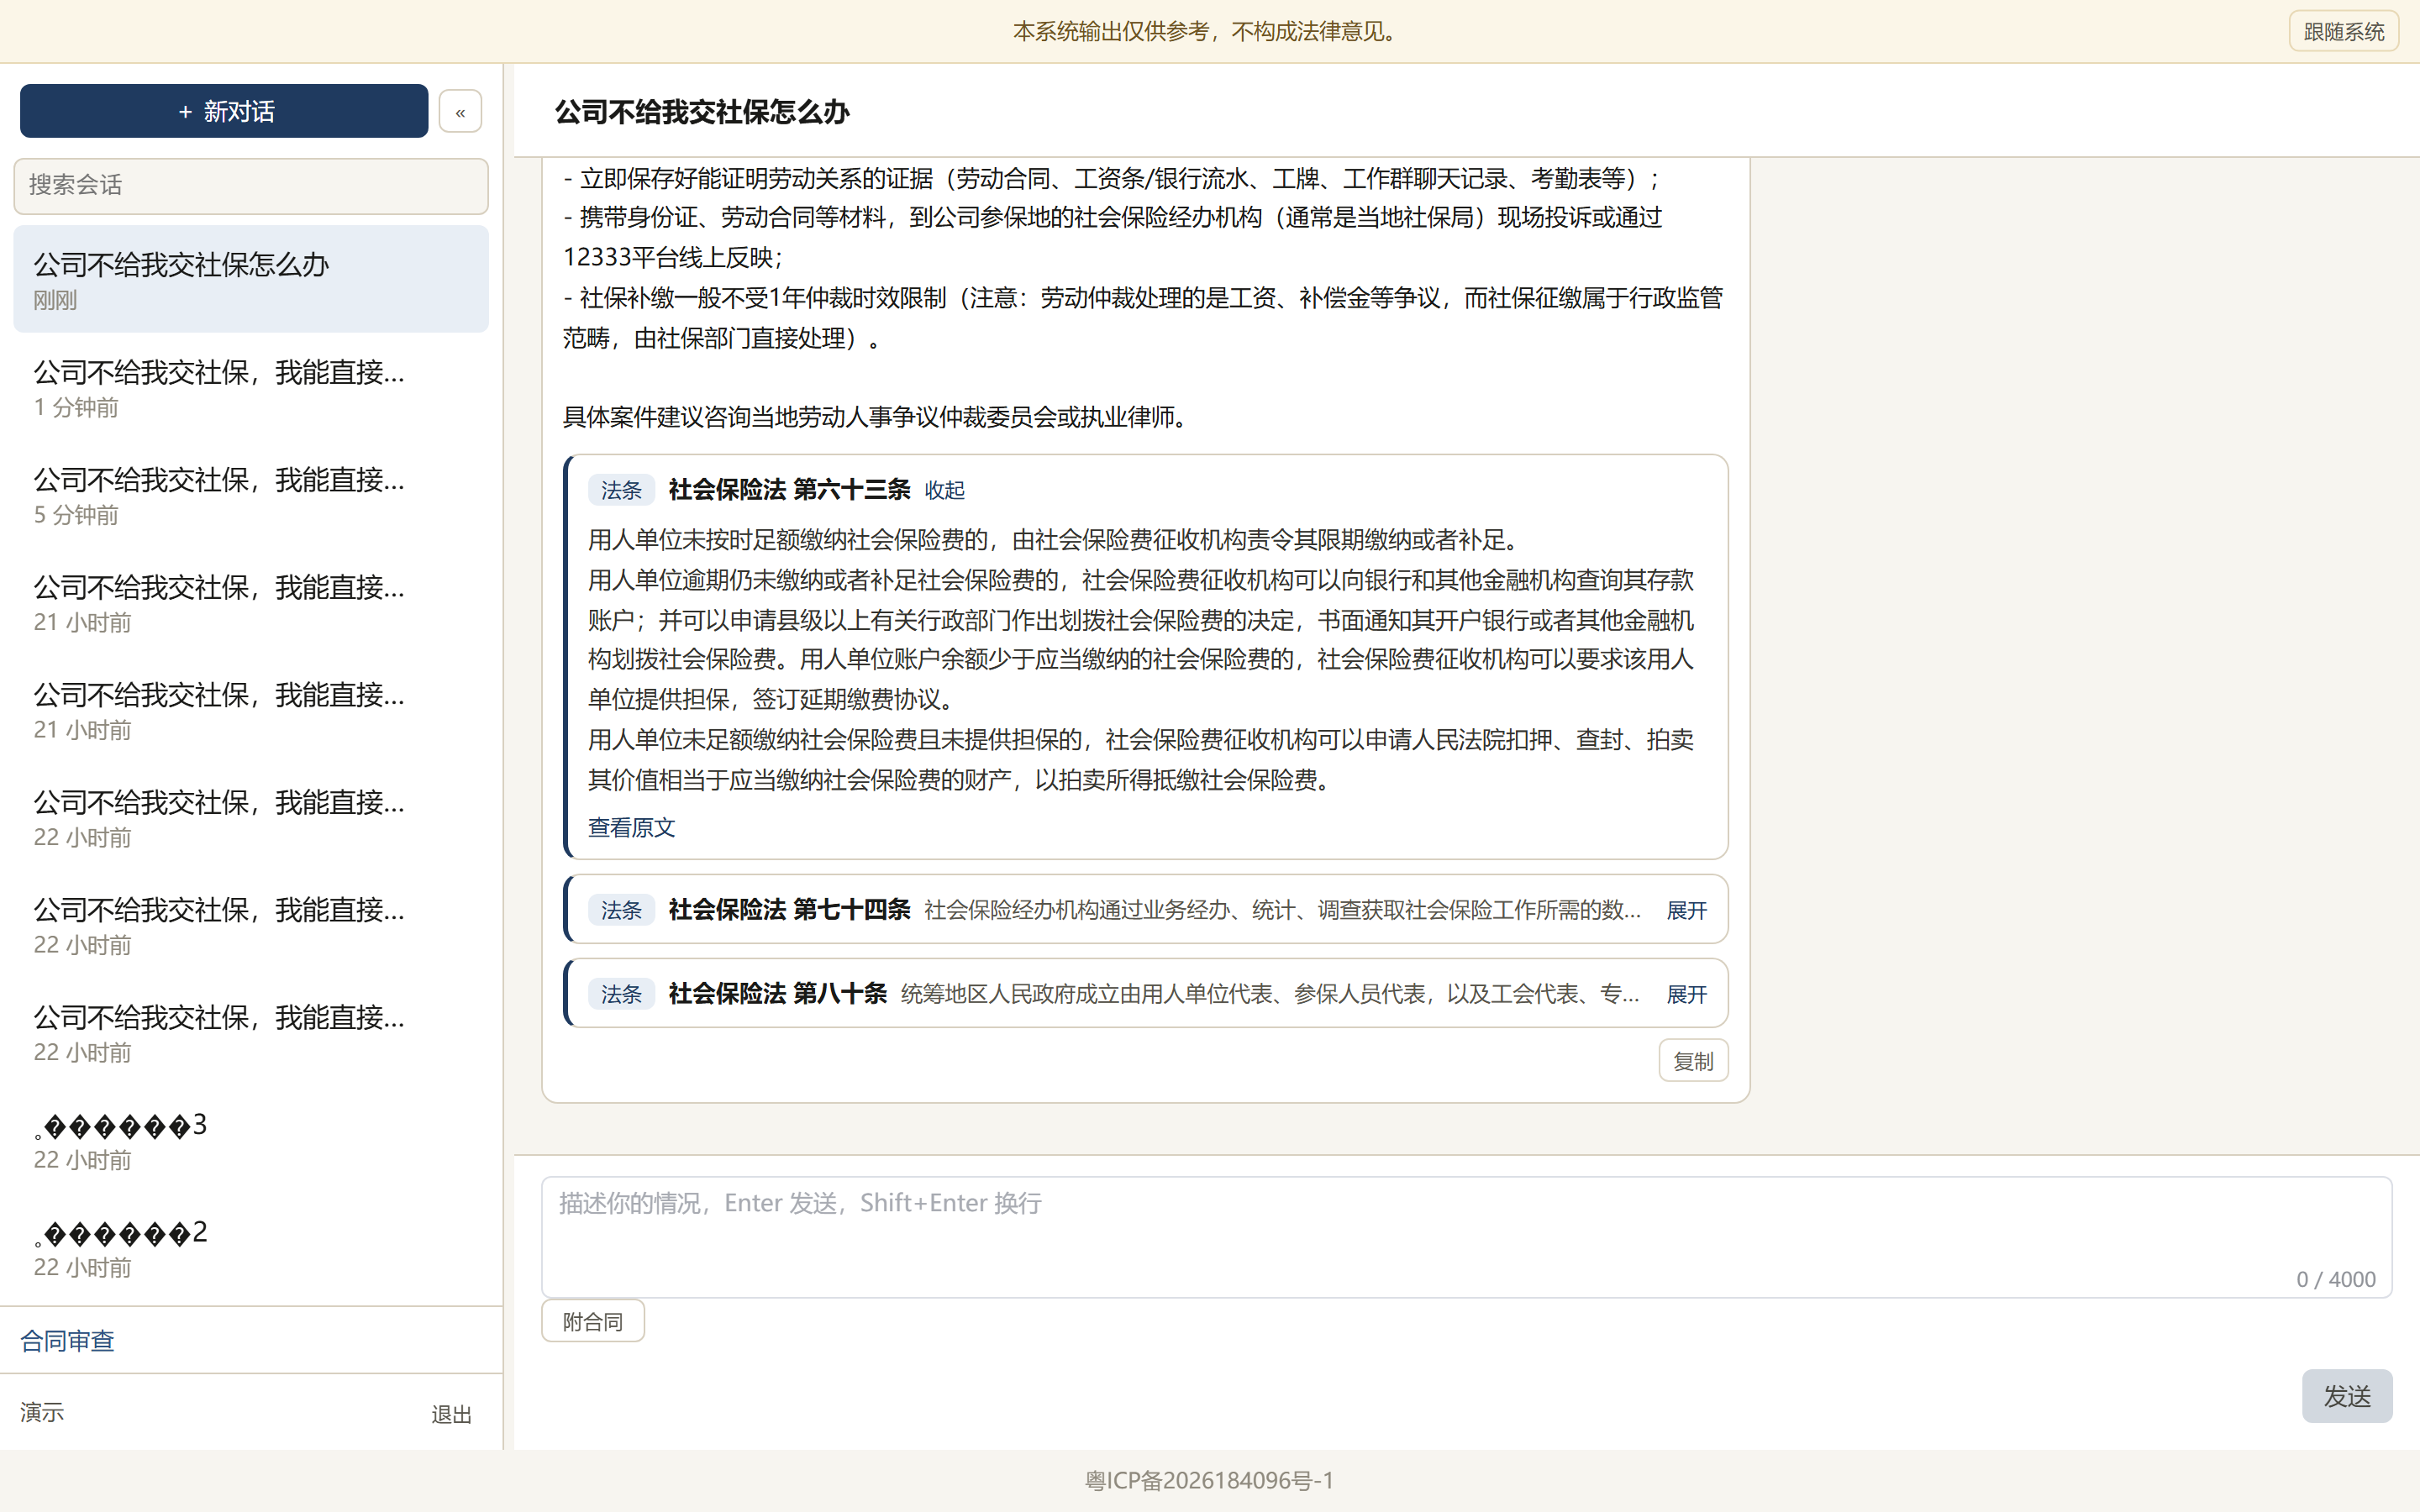 本系统输出仅供参考，不构成法律意见。
跟随系统
+ 新对话
«
搜索会话
公司不给我交社保怎么办
刚刚
公司不给我交社保，我能直接...
1 分钟前
公司不给我交社保，我能直接...
5 分钟前
公司不给我交社保，我能直接...
21 小时前
公司不给我交社保，我能直接...
21 小时前
公司不给我交社保，我能直接...
22 小时前
公司不给我交社保，我能直接...
22 小时前
公司不给我交社保，我能直接...
22 小时前
。������3
22 小时前
。������2
22 小时前
合同审查
演示
退出
公司不给我交社保怎么办
- 立即保存好能证明劳动关系的证据（劳动合同、工资条/银行流水、工牌、工作群聊天记录、考勤表等）；
- 携带身份证、劳动合同等材料，到公司参保地的社会保险经办机构（通常是当地社保局）现场投诉或通过
12333平台线上反映；
- 社保补缴一般不受1年仲裁时效限制（注意：劳动仲裁处理的是工资、补偿金等争议，而社保征缴属于行政监管
范畴，由社保部门直接处理）。
具体案件建议咨询当地劳动人事争议仲裁委员会或执业律师。
法条 社会保险法 第六十三条 收起
用人单位未按时足额缴纳社会保险费的，由社会保险费征收机构责令其限期缴纳或者补足。
用人单位逾期仍未缴纳或者补足社会保险费的，社会保险费征收机构可以向银行和其他金融机构查询其存款
账户；并可以申请县级以上有关行政部门作出划拨社会保险费的决定，书面通知其开户银行或者其他金融机
构划拨社会保险费。用人单位账户余额少于应当缴纳的社会保险费的，社会保险费征收机构可以要求该用人
单位提供担保，签订延期缴费协议。
用人单位未足额缴纳社会保险费且未提供担保的，社会保险费征收机构可以申请人民法院扣押、查封、拍卖
其价值相当于应当缴纳社会保险费的财产，以拍卖所得抵缴社会保险费。
查看原文
法条 社会保险法 第七十四条 社会保险经办机构通过业务经办、统计、调查获取社会保险工作所需的数... 展开
法条 社会保险法 第八十条 统筹地区人民政府成立由用人单位代表、参保人员代表，以及工会代表、专... 展开
复制
描述你的情况，Enter 发送，Shift+Enter 换行
0 / 4000
附合同
发送
粤ICP备2026184096号-1